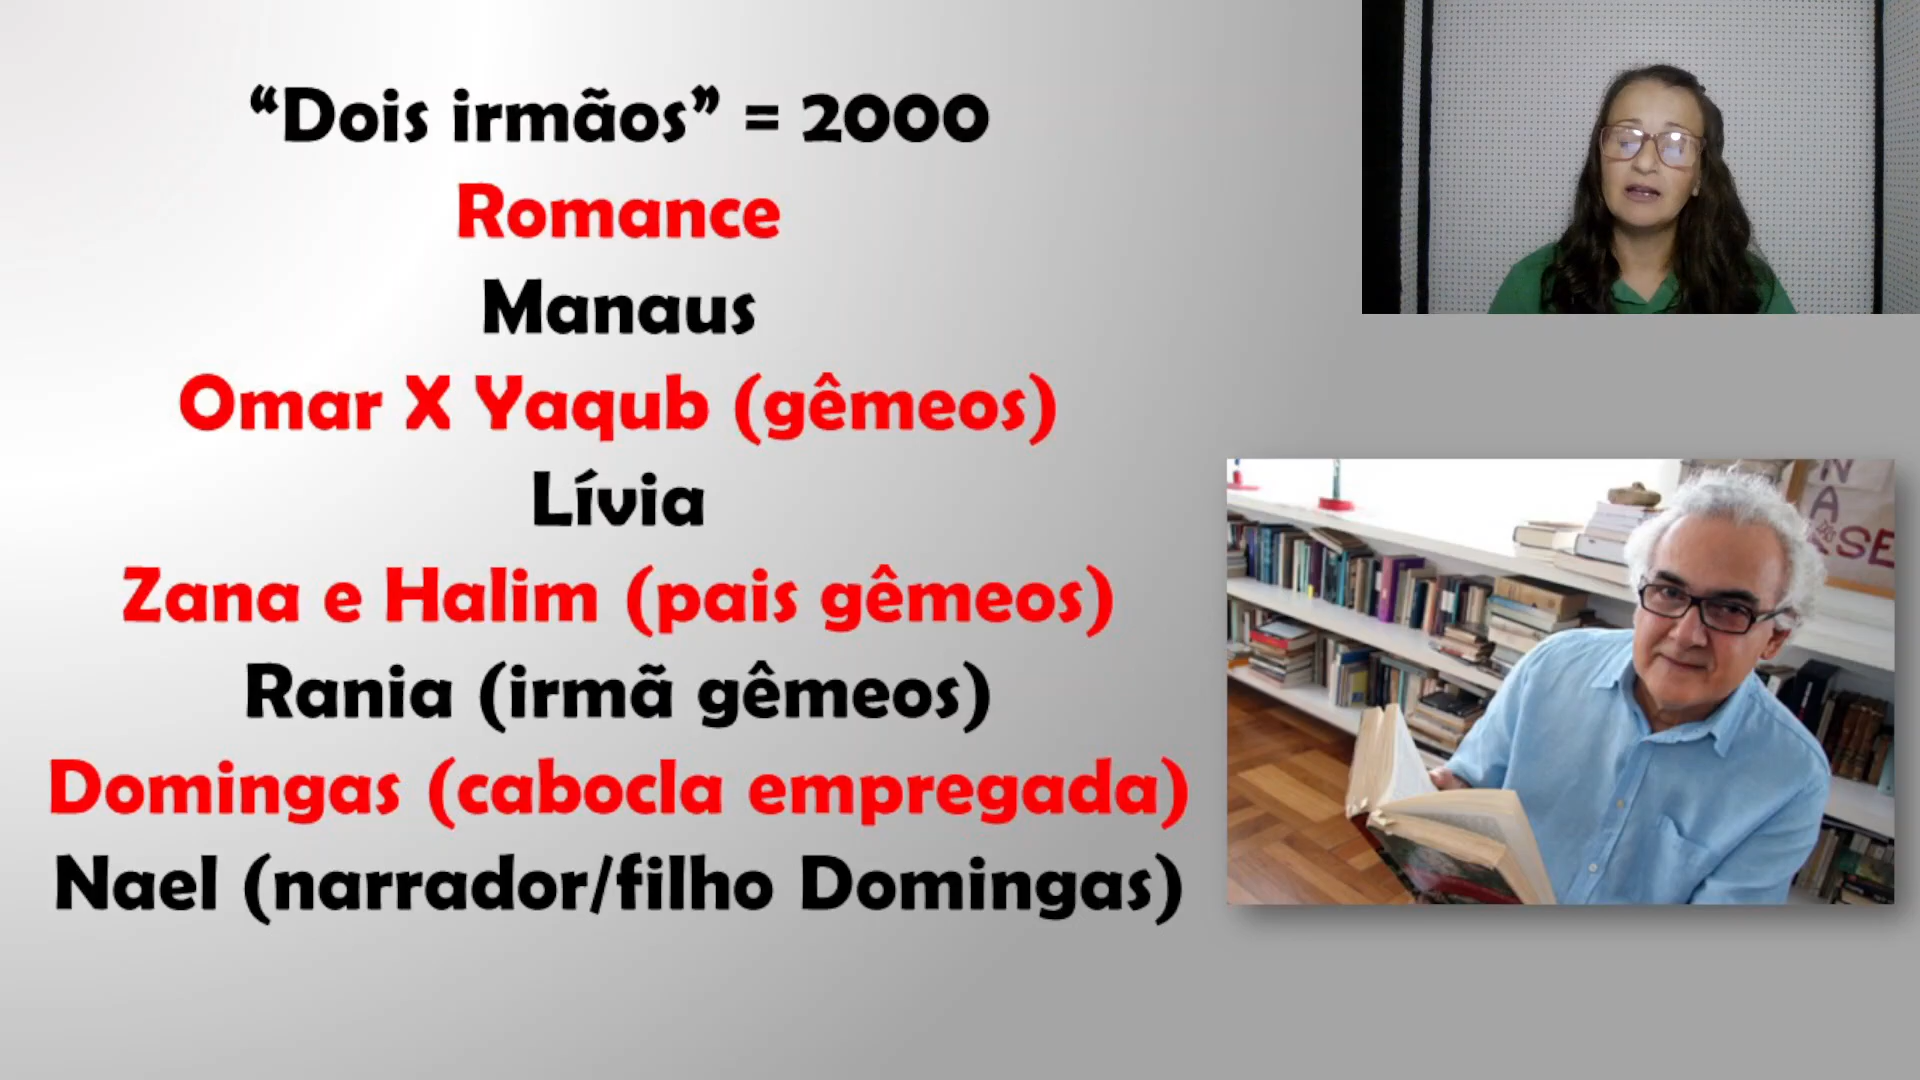 “Dois irmãos” = 2000
Romance
Manaus
Omar X Yaqub (gêmeos)
Lívia
Zana e Halim (pais gêmeos)
Rania (irmã gêmeos)
Domingas (cabocla empregada)
Nael (narrador/filho Domingas)
N
A
SE